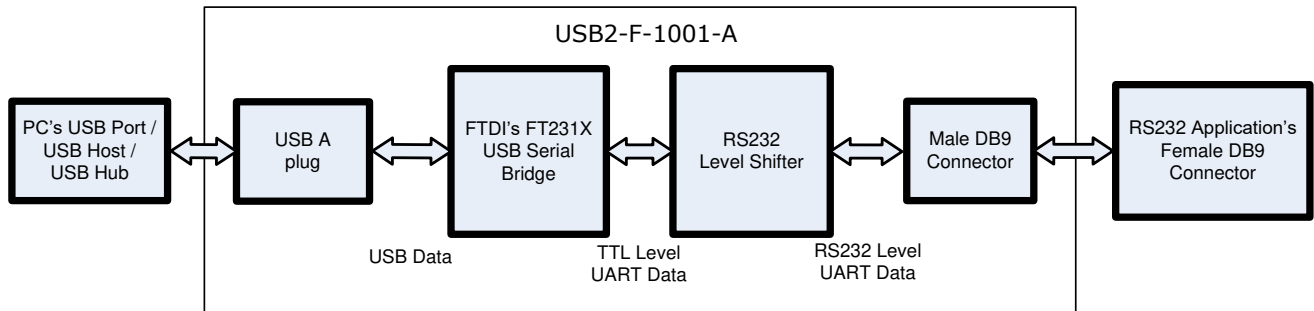 USB2-F-1001-A
PC's USB Port /
USB Host /
USB Hub
USB A
plug
FTDI's FT231X
USB Serial
Bridge
RS232
Level Shifter
Male DB9
Connector
RS232 Application's
Female DB9
Connector
USB Data
TTL Level
UART Data
RS232 Level
UART Data